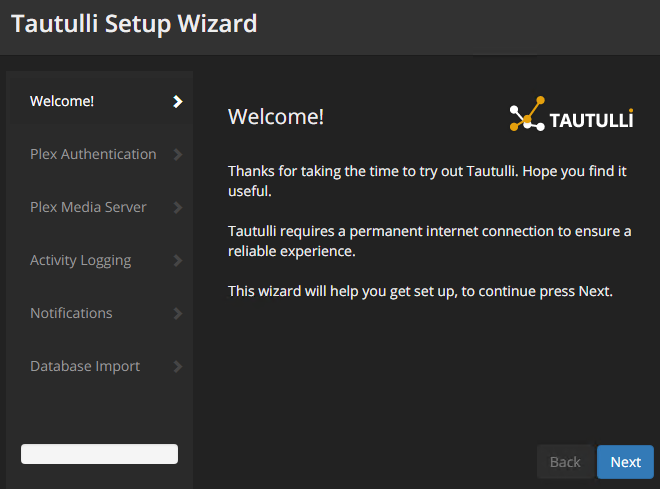 Tautulli Setup Wizard
Welcome!
Plex Authentication
Plex Media Server
Activity Logging
Notifications
Database Import
Welcome!
TAUTULLI
Thanks for taking the time to try out Tautulli. Hope you find it
useful.
Tautulli requires a permanent internet connection to ensure a
reliable experience.
This wizard will help you get set up, to continue press Next.
Back
Next